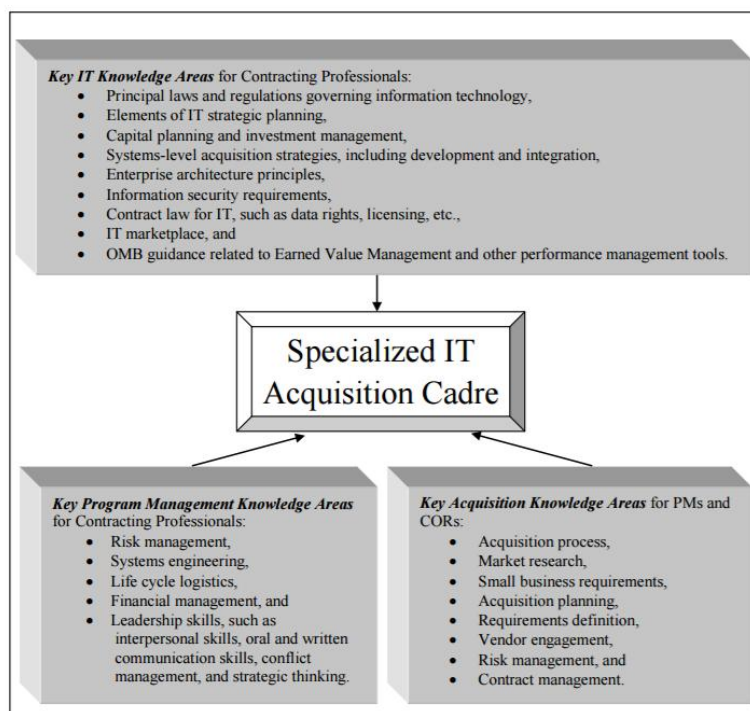 Key IT Knowledge Areas for Contracting Professionals:
• Principal laws and regulations governing information technology,
• Elements of IT strategic planning,
• Capital planning and investment management,
• Systems-level acquisition strategies, including development and integration,
• Enterprise architecture principles,
• Information security requirements,
• Contract law for IT, such as data rights, licensing, etc.,
• IT marketplace, and
• OMB guidance related to Earned Value Management and other performance management tools.
Specialized IT
Acquisition Cadre
Key Program Management Knowledge Areas
for Contracting Professionals:
• Risk management,
• Systems engineering,
• Life cycle logistics,
• Financial management, and
• Leadership skills, such as
interpersonal skills, oral and written
communication skills, conflict
management, and strategic thinking.
Key Acquisition Knowledge Areas for PMs and
CORs:
• Acquisition process,
• Market research,
• Small business requirements,
• Acquisition planning,
• Requirements definition,
• Vendor engagement,
• Risk management, and
• Contract management.